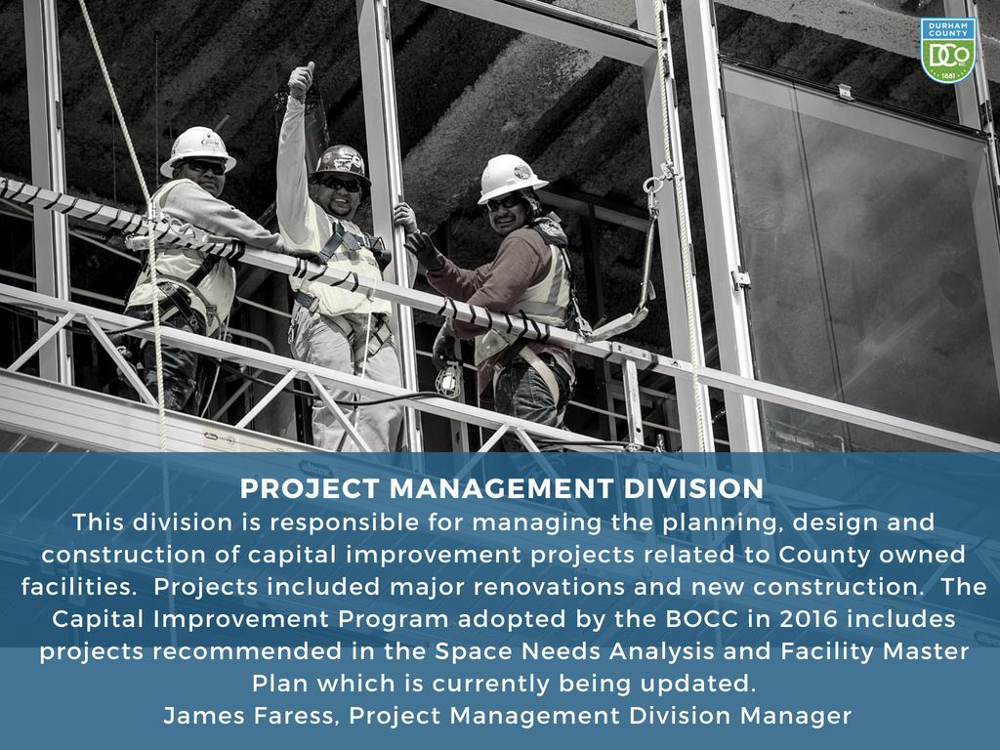 DURHAM
COUNTY
DCo
NC
1881
PROJECT MANAGEMENT DIVISION
This division is responsible for managing the planning, design and
construction of capital improvement projects related to County owned
facilities.  Projects included major renovations and new construction.  The
Capital Improvement Program adopted by the BOCC in 2016 includes
projects recommended in the Space Needs Analysis and Facility Master
Plan which is currently being updated.
James Faress, Project Management Division Manager
altrex